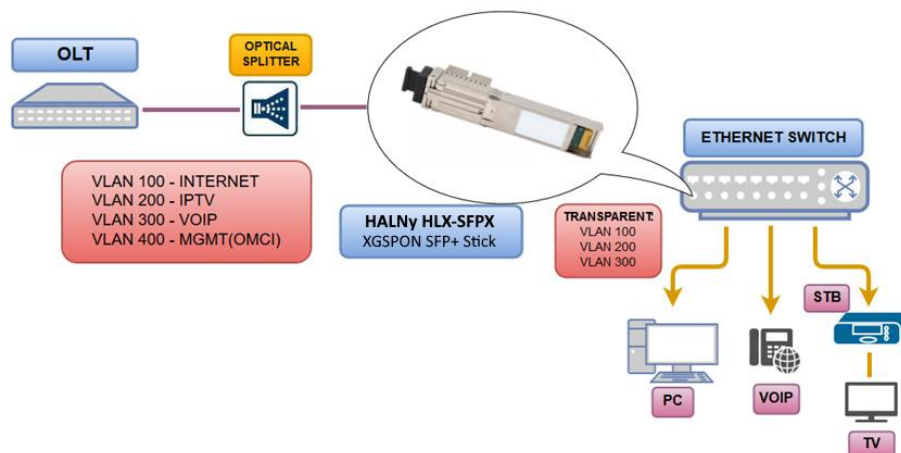 OLT
OPTICAL
SPLITTER
ETHERNET SWITCH
VLAN 100 - INTERNET
VLAN 200 - IPTV
VLAN 300 - VOIP
VLAN 400 - MGMT(OMCI)
HALNy HLX-SFPX
XGSPON SFP+ Stick
TRANSPARENT:
VLAN 100
VLAN 200
VLAN 300
STB
PC
VOIP
TV